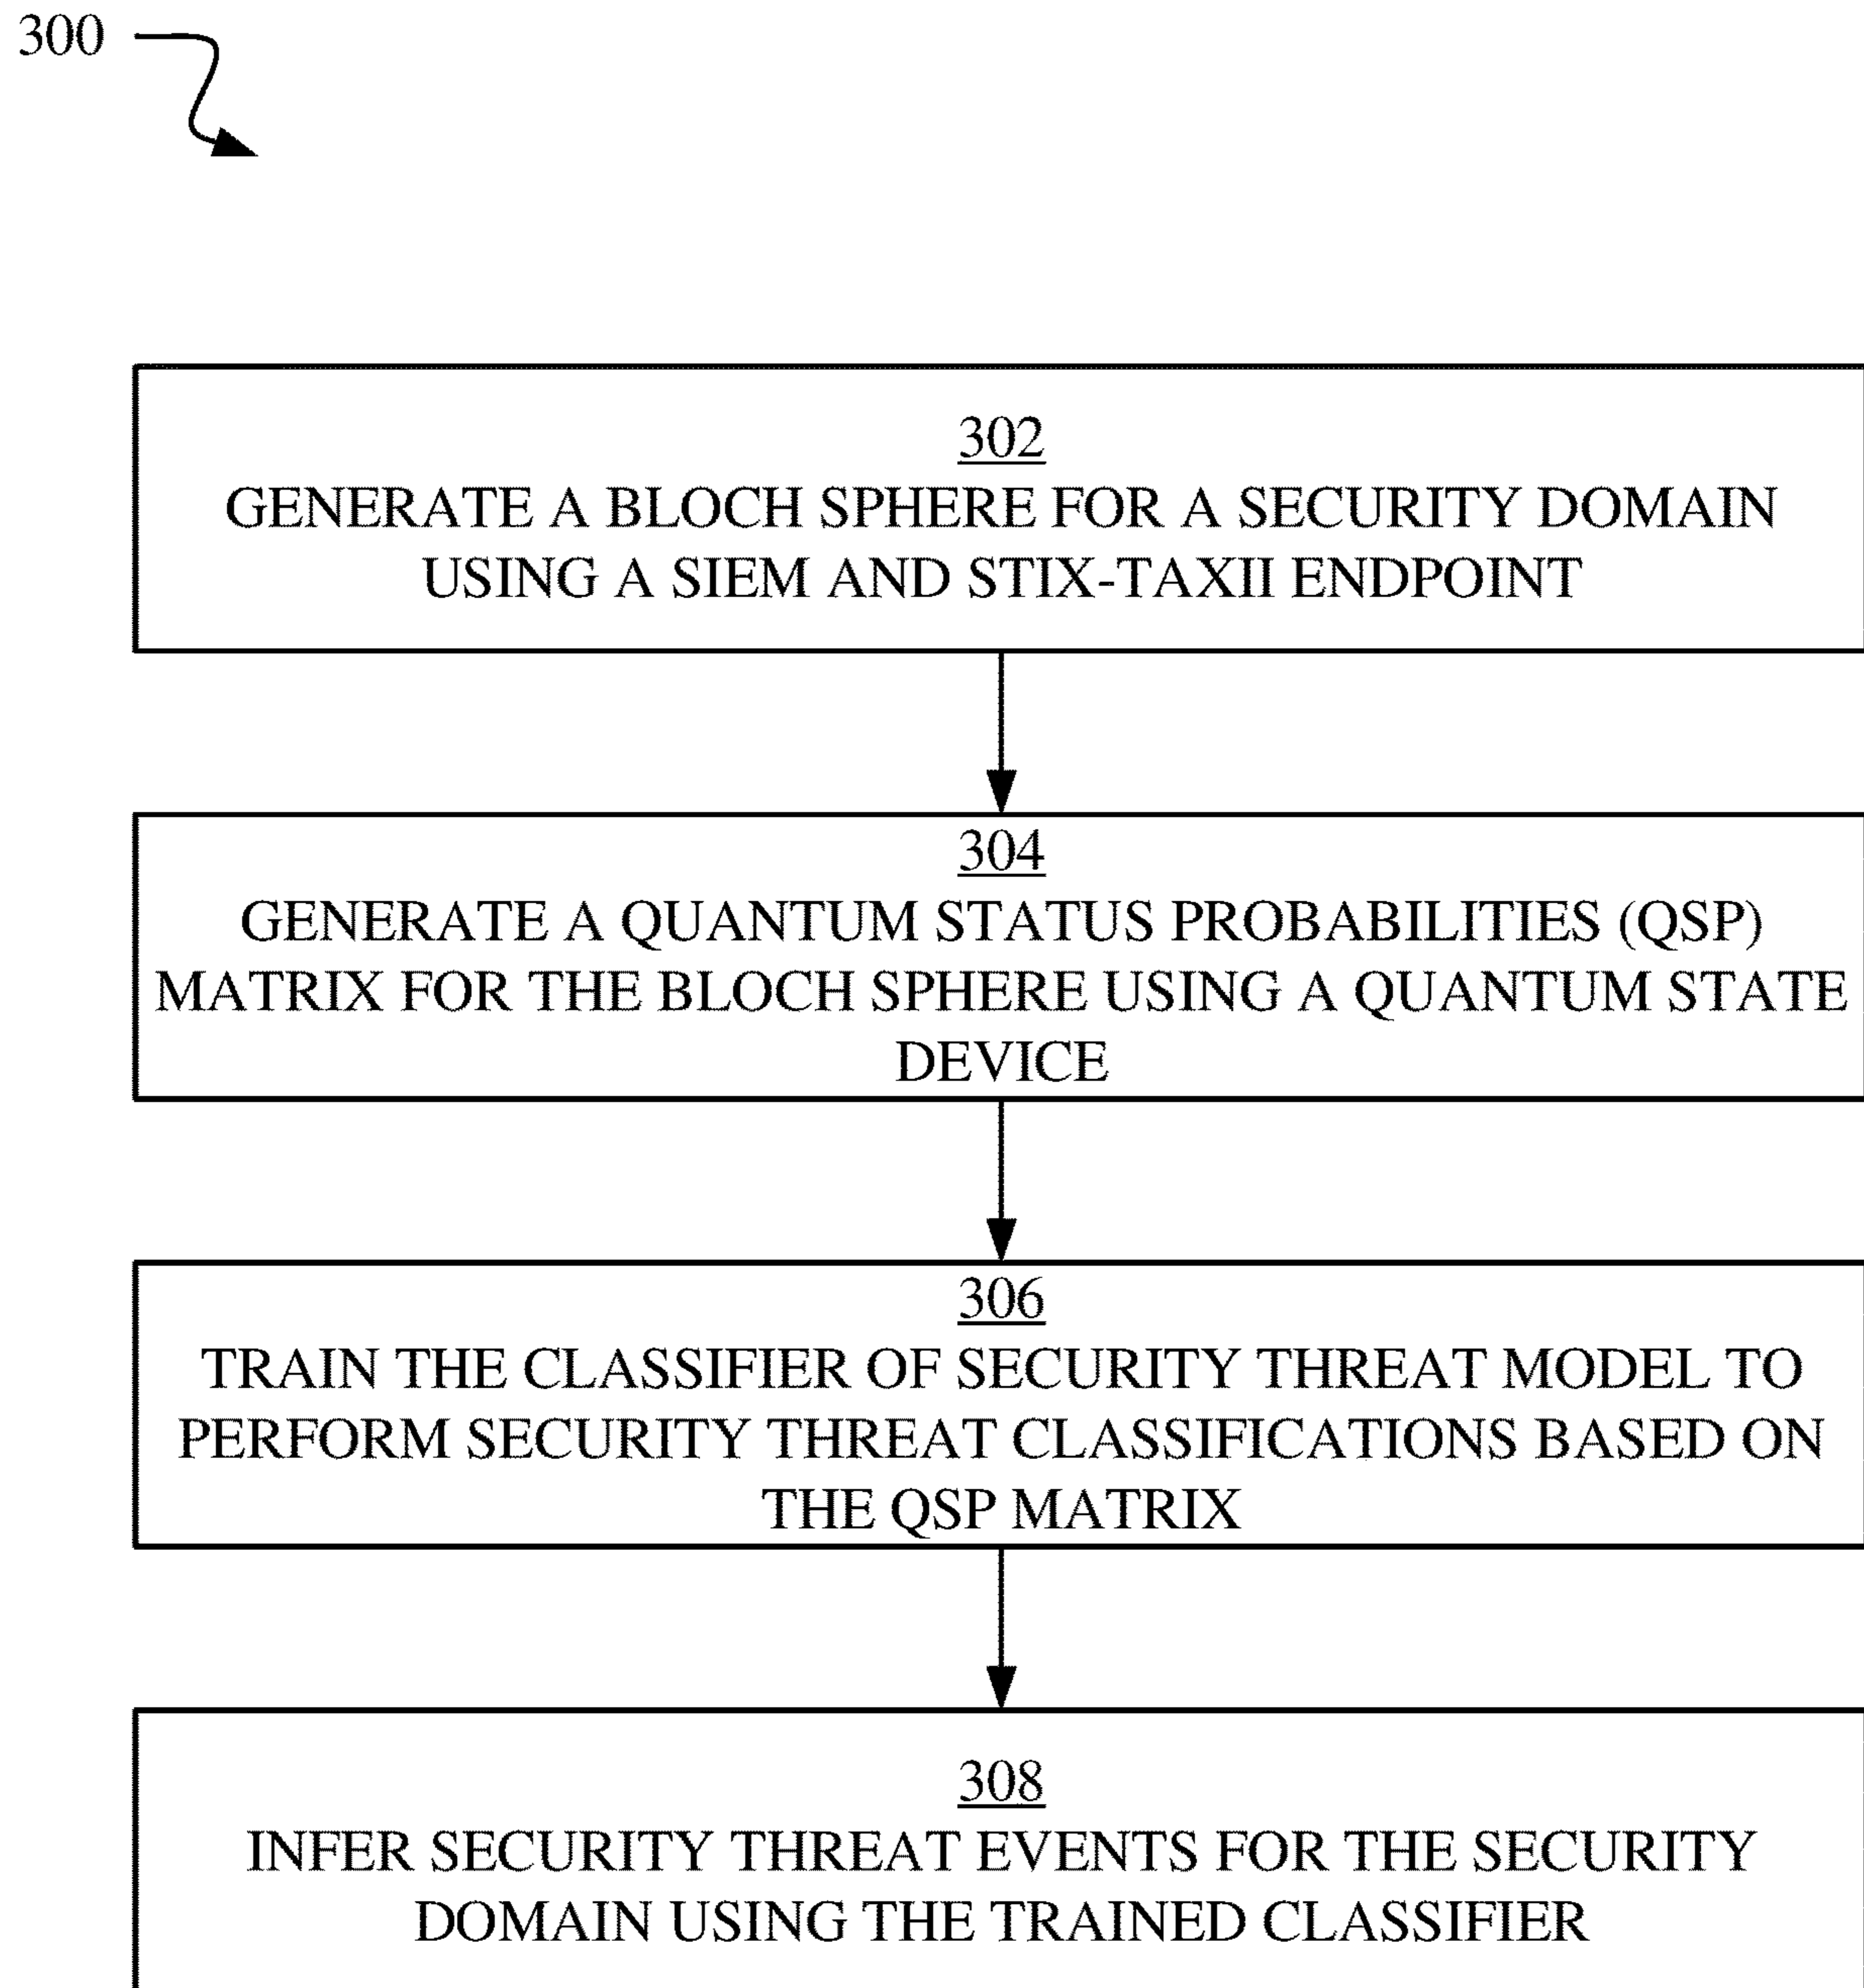 300
302
GENERATE A BLOCH SPHERE FOR A SECURITY DOMAIN
USING A SIEM AND STIX-TAXII ENDPOINT
304
GENERATE A QUANTUM STATUS PROBABILITIES (QSP)
MATRIX FOR THE BLOCH SPHERE USING A QUANTUM STATE
DEVICE
306
TRAIN THE CLASSIFIER OF SECURITY THREAT MODEL TO
PERFORM SECURITY THREAT CLASSIFICATIONS BASED ON
THE QSP MATRIX
308
INFER SECURITY THREAT EVENTS FOR THE SECURITY
DOMAIN USING THE TRAINED CLASSIFIER